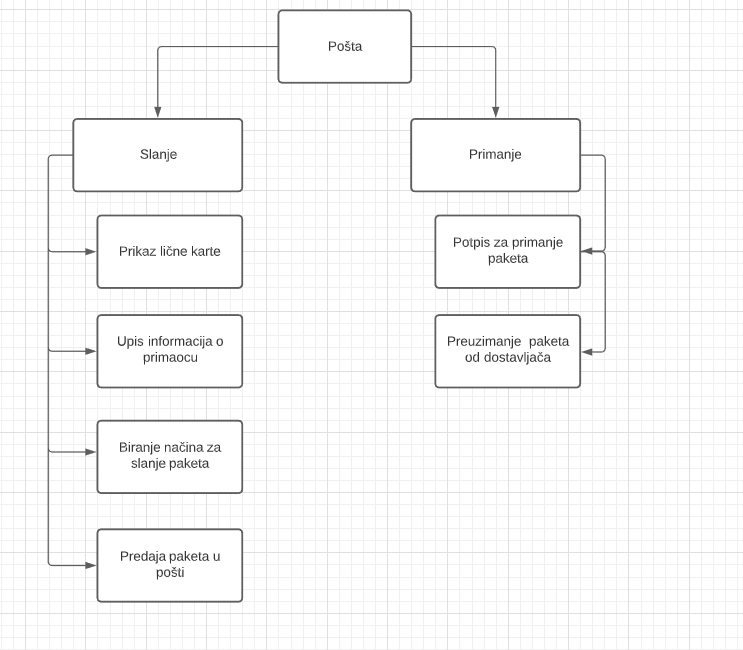 Pošta
Slanje
Primanje
Prikaz lične karte
Potpis za primanje
paketa
Upis informacija o
primaocu
Preuzimanje  paketa
od dostavljača
Biranje načina za
slanje paketa
Predaja paketa u
pošti